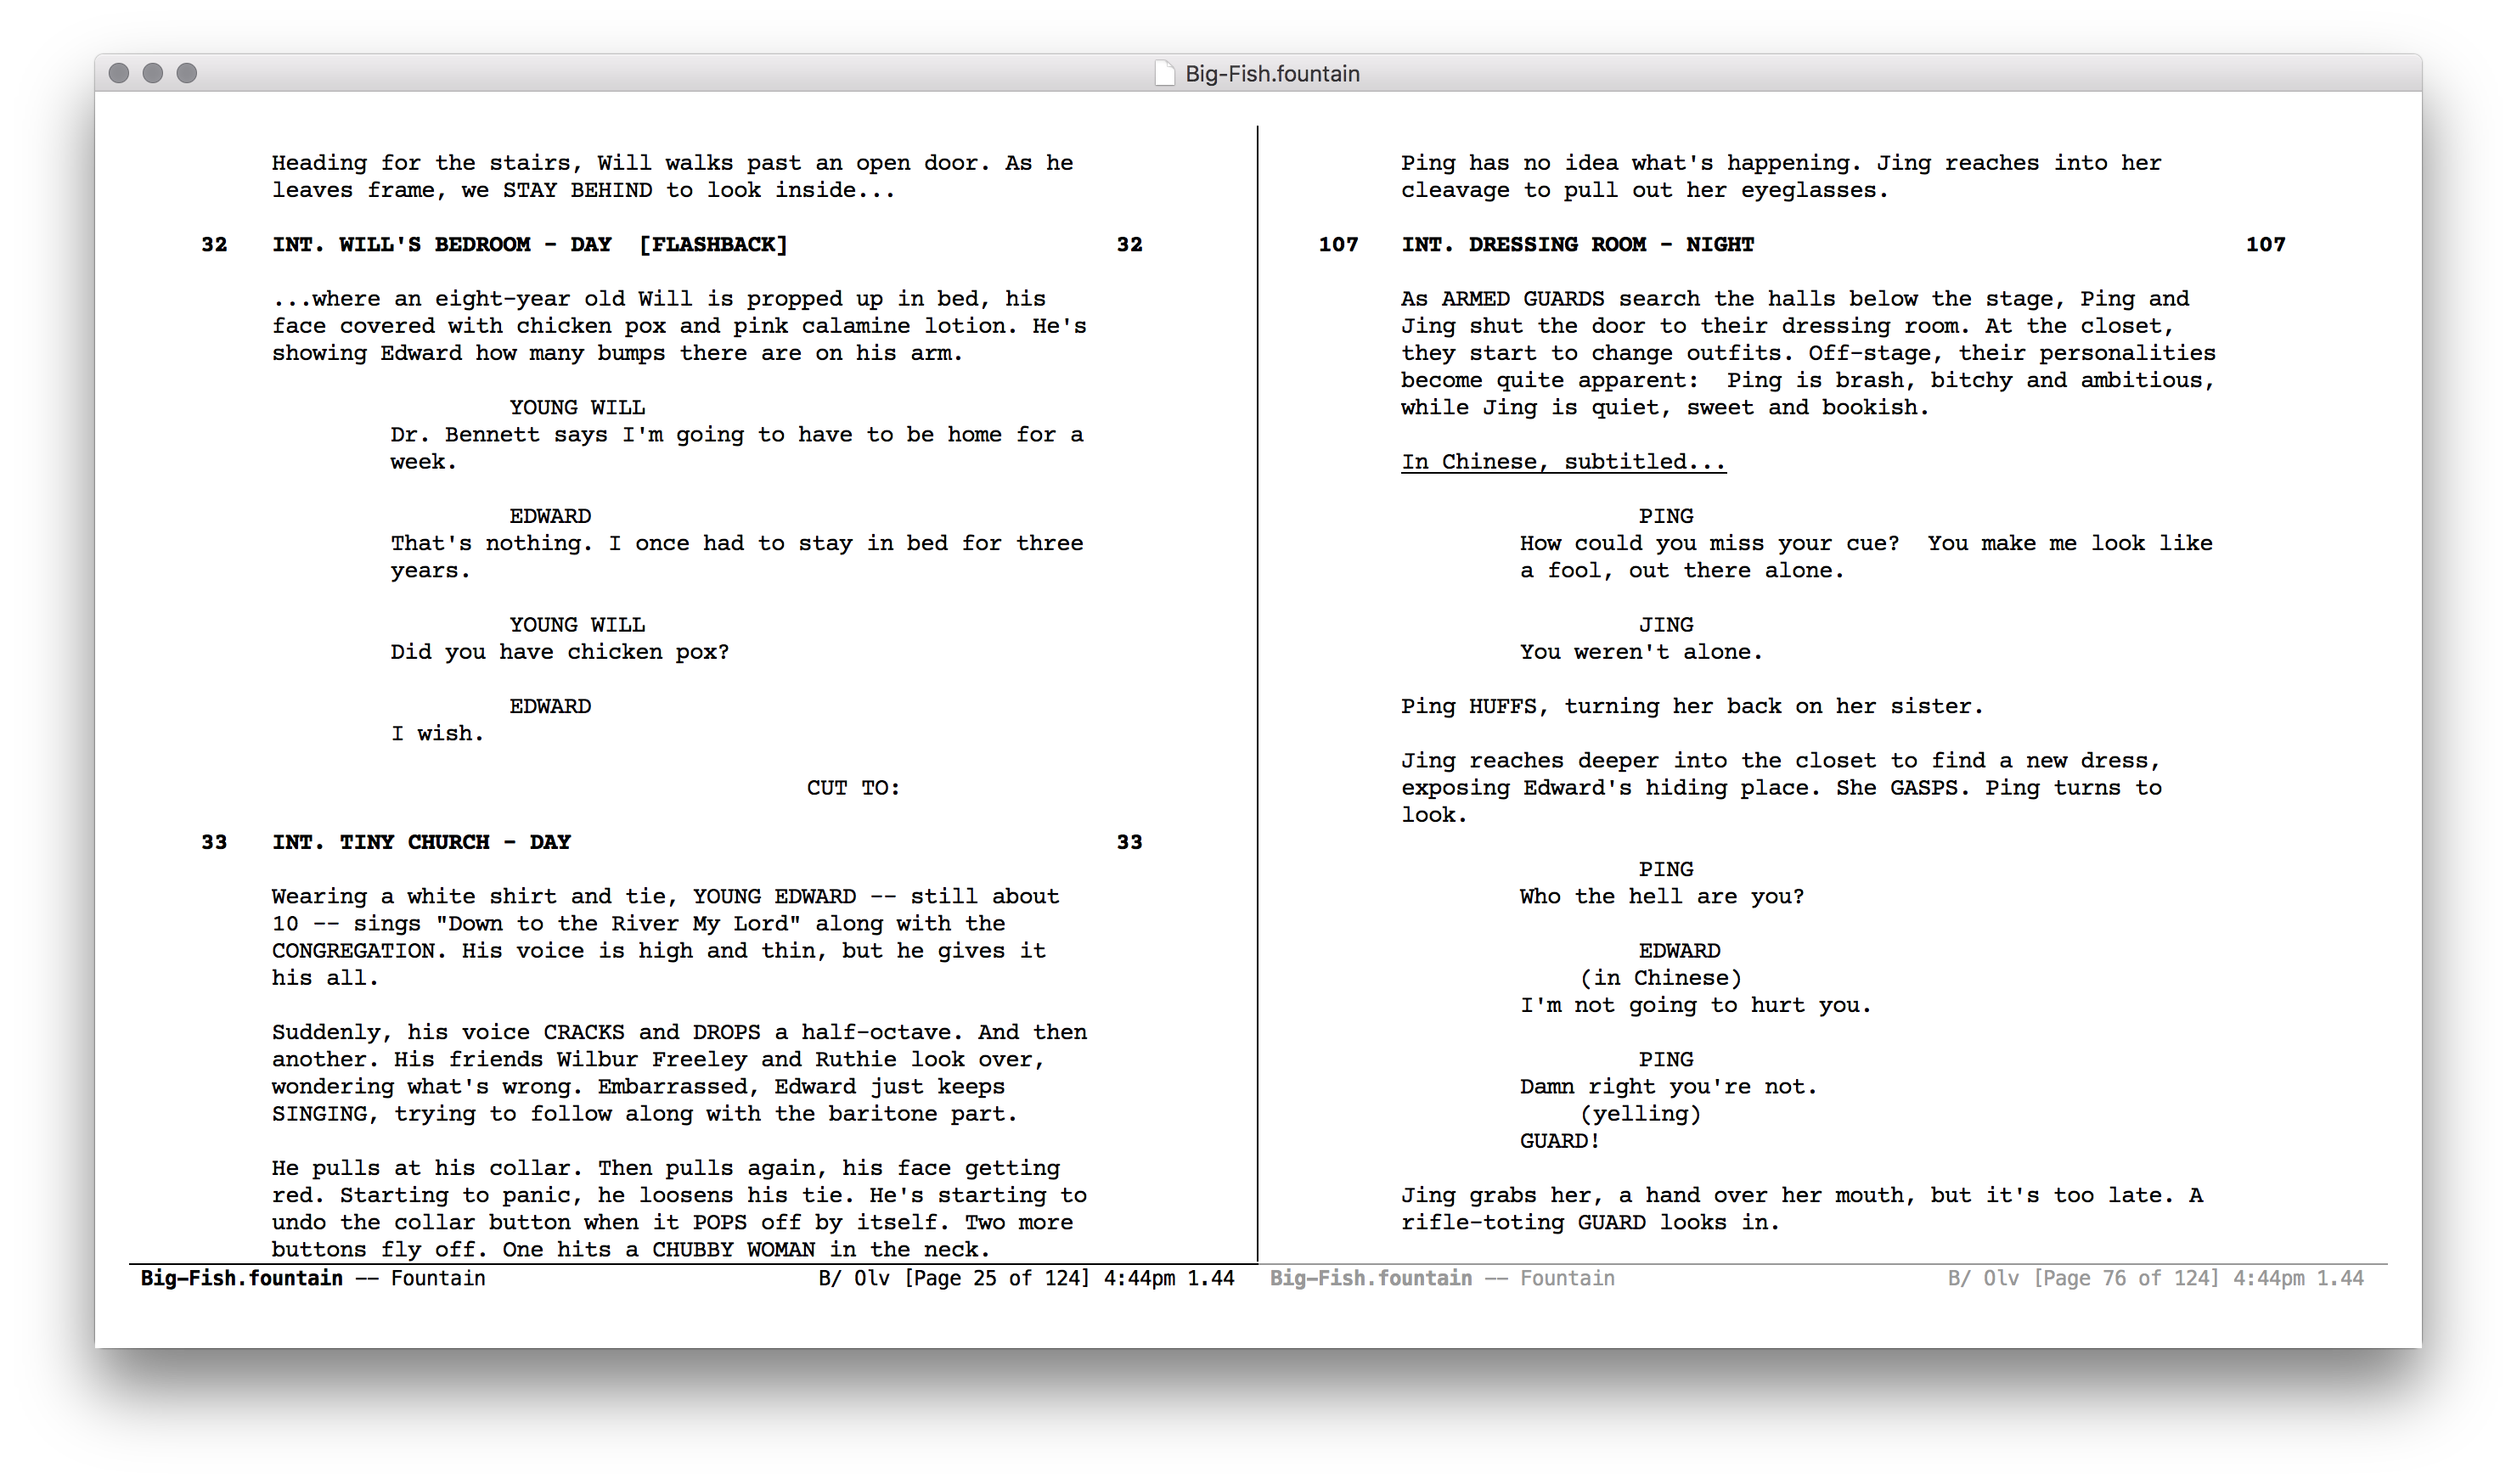 Big-Fish.fountain
Heading for the stairs, Will walks past an open door. As he
leaves frame, we STAY BEHIND to look inside...
32 INT. WILL'S BEDROOM - DAY  [FLASHBACK] 32
...where an eight-year old Will is propped up in bed, his
face covered with chicken pox and pink calamine lotion. He's
showing Edward how many bumps there are on his arm.
YOUNG WILL
Dr. Bennett says I'm going to have to be home for a
week.
EDWARD
That's nothing. I once had to stay in bed for three
years.
YOUNG WILL
Did you have chicken pox?
EDWARD
I wish.
CUT TO:
33 INT. TINY CHURCH - DAY 33
Wearing a white shirt and tie, YOUNG EDWARD -- still about
10 -- sings "Down to the River My Lord" along with the
CONGREGATION. His voice is high and thin, but he gives it
his all.
Suddenly, his voice CRACKS and DROPS a half-octave. And then
another. His friends Wilbur Freeley and Ruthie look over,
wondering what's wrong. Embarrassed, Edward just keeps
SINGING, trying to follow along with the baritone part.
He pulls at his collar. Then pulls again, his face getting
red. Starting to panic, he loosens his tie. He's starting to
undo the collar button when it POPS off by itself. Two more
buttons fly off. One hits a CHUBBY WOMAN in the neck.
Big-Fish.fountain -- Fountain B/ Olv [Page 25 of 124] 4:44pm 1.44
Ping has no idea what's happening. Jing reaches into her
cleavage to pull out her eyeglasses.
107 INT. DRESSING ROOM - NIGHT 107
As ARMED GUARDS search the halls below the stage, Ping and
Jing shut the door to their dressing room. At the closet,
they start to change outfits. Off-stage, their personalities
become quite apparent:  Ping is brash, bitchy and ambitious,
while Jing is quiet, sweet and bookish.
In Chinese, subtitled...
PING
How could you miss your cue?  You make me look like
a fool, out there alone.
JING
You weren't alone.
Ping HUFFS, turning her back on her sister.
Jing reaches deeper into the closet to find a new dress,
exposing Edward's hiding place. She GASPS. Ping turns to
look.
PING
Who the hell are you?
EDWARD
(in Chinese)
I'm not going to hurt you.
PING
Damn right you're not.
(yelling)
GUARD!
Jing grabs her, a hand over her mouth, but it's too late. A
rifle-toting GUARD looks in.
Big-Fish.fountain -- Fountain B/ Olv [Page 76 of 124] 4:44pm 1.44